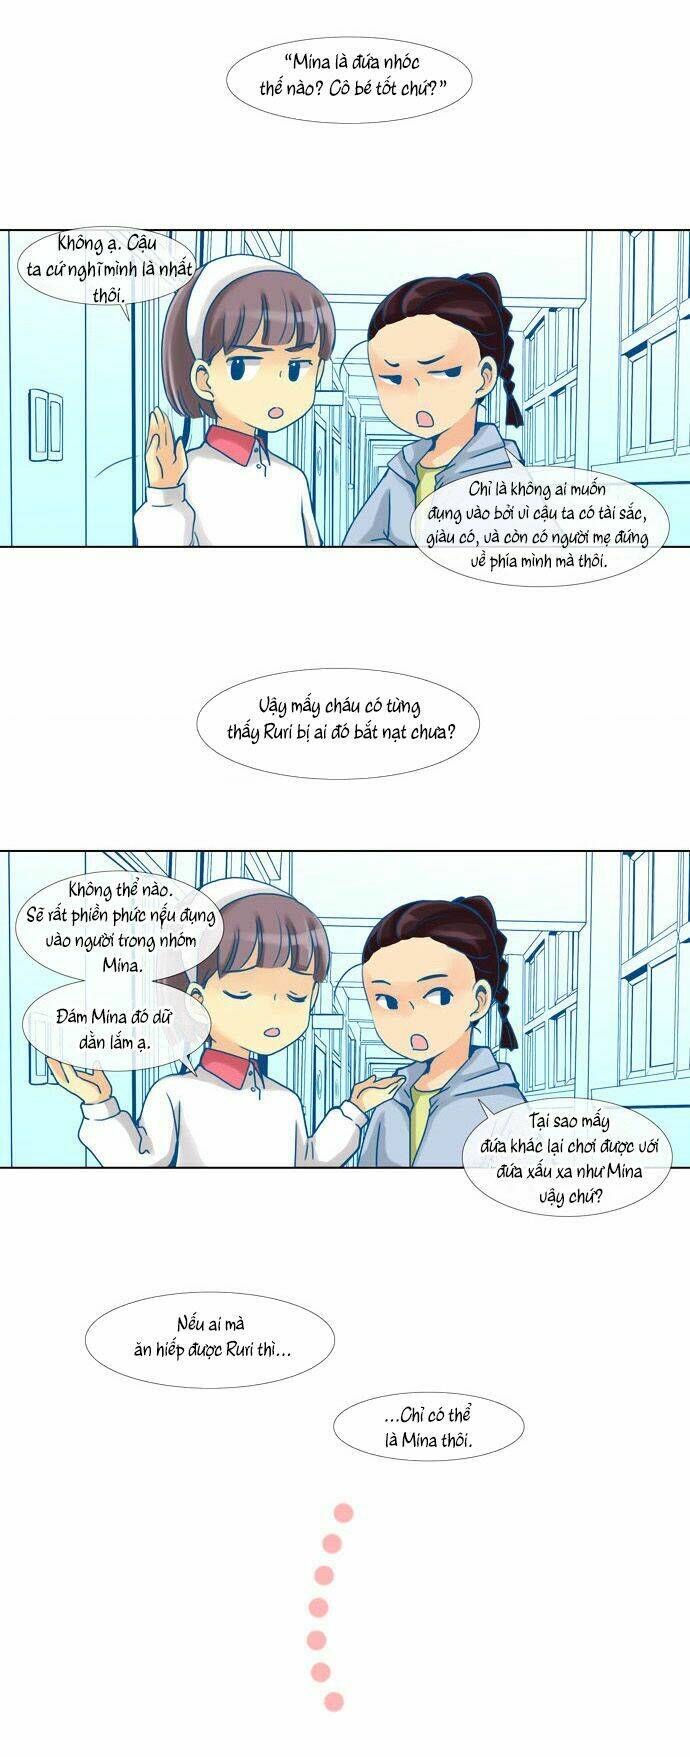 “Mina là đứa nhóc
thế nào? Cô bé tốt chứ?”
Không ạ. Cậu
ta cứ nghĩ mình là nhất
thôi.
Chỉ là không ai muốn
đụng vào bởi vì cậu ta có tài sắc,
giàu có, và còn có người mẹ đứng
về phía mình mà thôi.
Vậy mấy cháu có từng
thấy Ruri bị ai đó bắt nạt chưa?
Không thể nào.
Sẽ rất phiền phức nếu đụng
vào người trong nhóm
Mina.
Đám Mina đó dữ
dằn lắm ạ.
Tại sao mấy
đứa khác lại chơi được với
đứa xấu xa như Mina
vậy chứ?
Nếu ai mà
ăn hiếp được Ruri thì...
...Chỉ có thể
là Mina thôi.